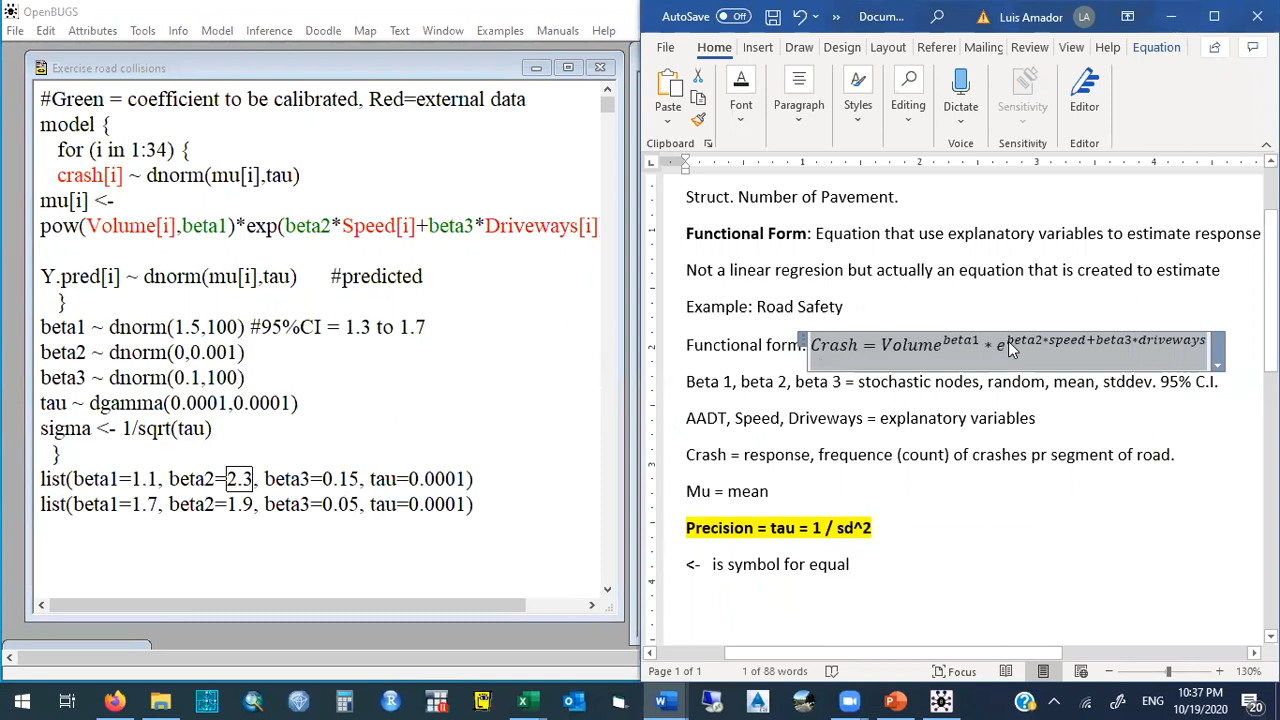 OpenBUGS
File Edit Attributes Tools Info Model Inference Doodle Map Text Window Examples Manuals Help
Exercise road collisions
#Green = coefficient to be calibrated, Red=external data
model {
for (i in 1:34) {
crash[i] ~ dnorm(mu[i],tau)
mu[i] <-
pow(Volume[i],beta1)*exp(beta2*Speed[i]+beta3*Driveways[i]
Y.pred[i] ~ dnorm(mu[i],tau) #predicted
}
beta1 ~ dnorm(1.5,100) #95%CI = 1.3 to 1.7
beta2 ~ dnorm(0,0.001)
beta3 ~ dnorm(0.1,100)
tau ~ dgamma(0.0001,0.0001)
sigma <- 1/sqrt(tau)
}
list(beta1=1.1, beta2=2.3, beta3=0.15, tau=0.0001)
list(beta1=1.7, beta2=1.9, beta3=0.05, tau=0.0001)
AutoSave Off Docum... Luis Amador LA
File Home Insert Draw Design Layout Referer Mailing Review View Help Equation
Paste Font Paragraph Styles Editing Dictate Sensitivity Editor
Clipboard Voice Sensitivity Editor
1 2 3 4
Struct. Number of Pavement.
Functional Form: Equation that use explanatory variables to estimate response
Not a linear regresion but actually an equation that is created to estimate
Example: Road Safety
Functional form: Crash = Volume^beta1 * e^beta2*speed+beta3*driveways
Beta 1, beta 2, beta 3 = stochastic nodes, random, mean, stddev. 95% C.I.
AADT, Speed, Driveways = explanatory variables
Crash = response, frequence (count) of crashes pr segment of road.
Mu = mean
Precision = tau = 1 / sd^2
<- is symbol for equal
Page 1 of 1 1 of 88 words Focus 130%
ENG 10:37 PM 10/19/2020 20